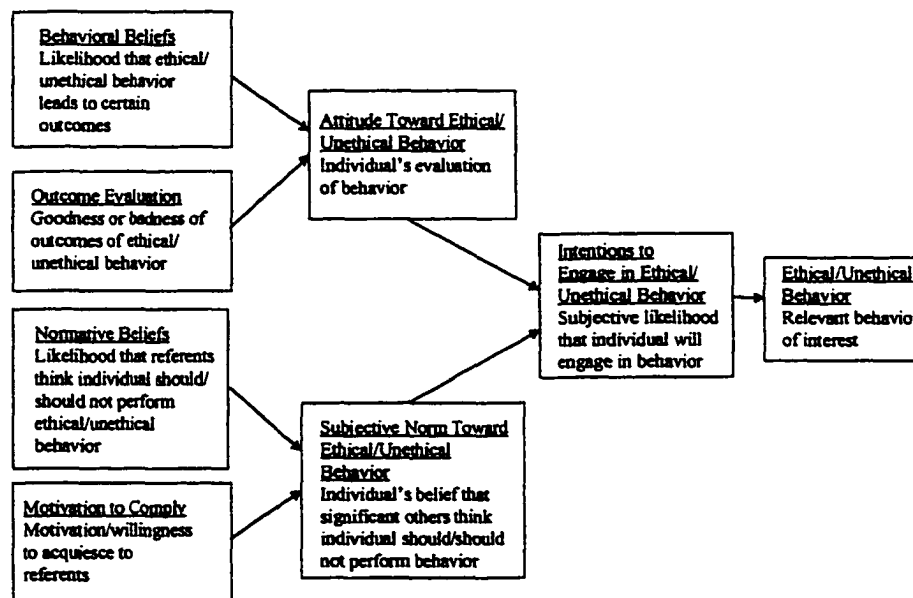 Behavioral Beliefs
Likelihood that ethical/
unethical behavior
leads to certain
outcomes
Outcome Evaluation
Goodness or badness of
outcomes of ethical/
unethical behavior
Normative Beliefs
Likelihood that referents
think individual should/
should not perform
ethical/unethical
behavior
Motivation to Comply
Motivation/willingness
to acquiesce to
referents
Attitude Toward Ethical/
Unethical Behavior
Individual's evaluation
of behavior
Subjective Norm Toward
Ethical/Unethical
Behavior
Individual's belief that
significant others think
individual should/should
not perform behavior
Intentions to
Engage in Ethical/
Unethical Behavior
Subjective likelihood
that individual will
engage in behavior
Ethical/Unethical
Behavior
Relevant behavior
of interest